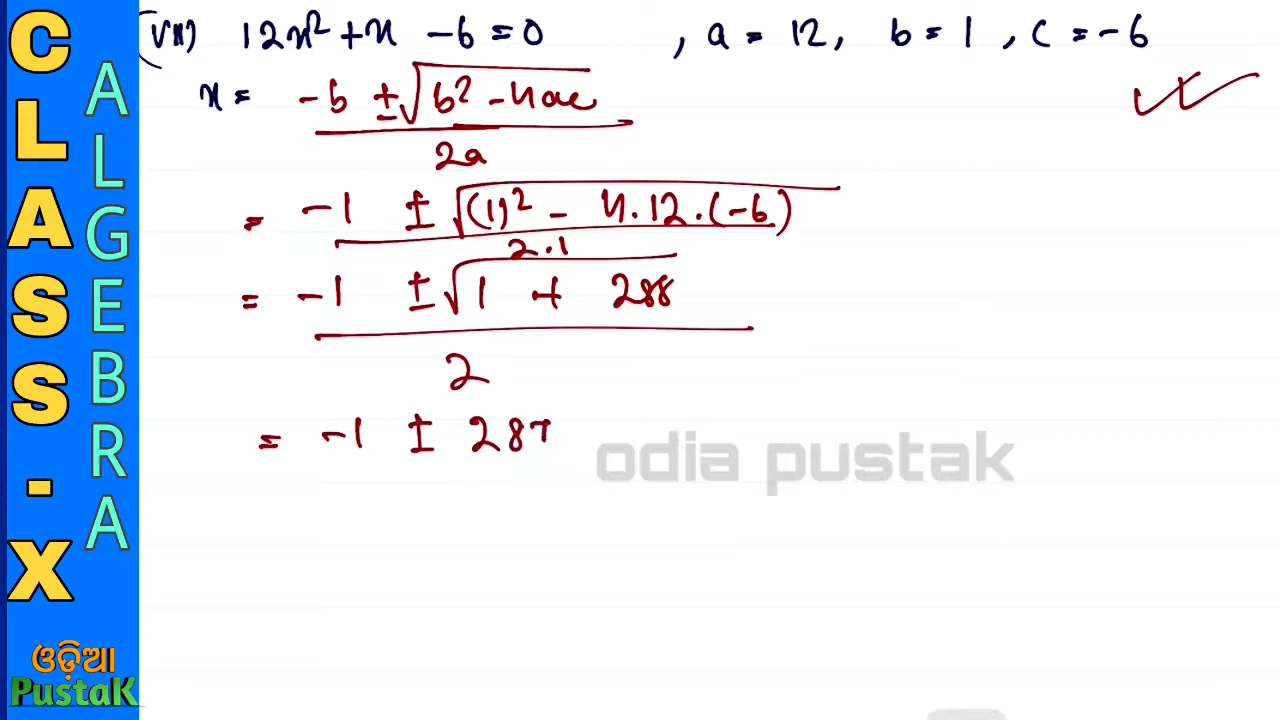 CLASS-X
ALGEBRA
ଓଡ଼ିଆ
PustaK
(vii) 12x² + x - 6 = 0 , a = 12, b = 1, c = -6
x = -b ± √b² - 4ac
2a
= -1 ± √(1)² - 4.12.(-6)
2.1
= -1 ± √1 + 288
2
= -1 ± 287
odia pustak